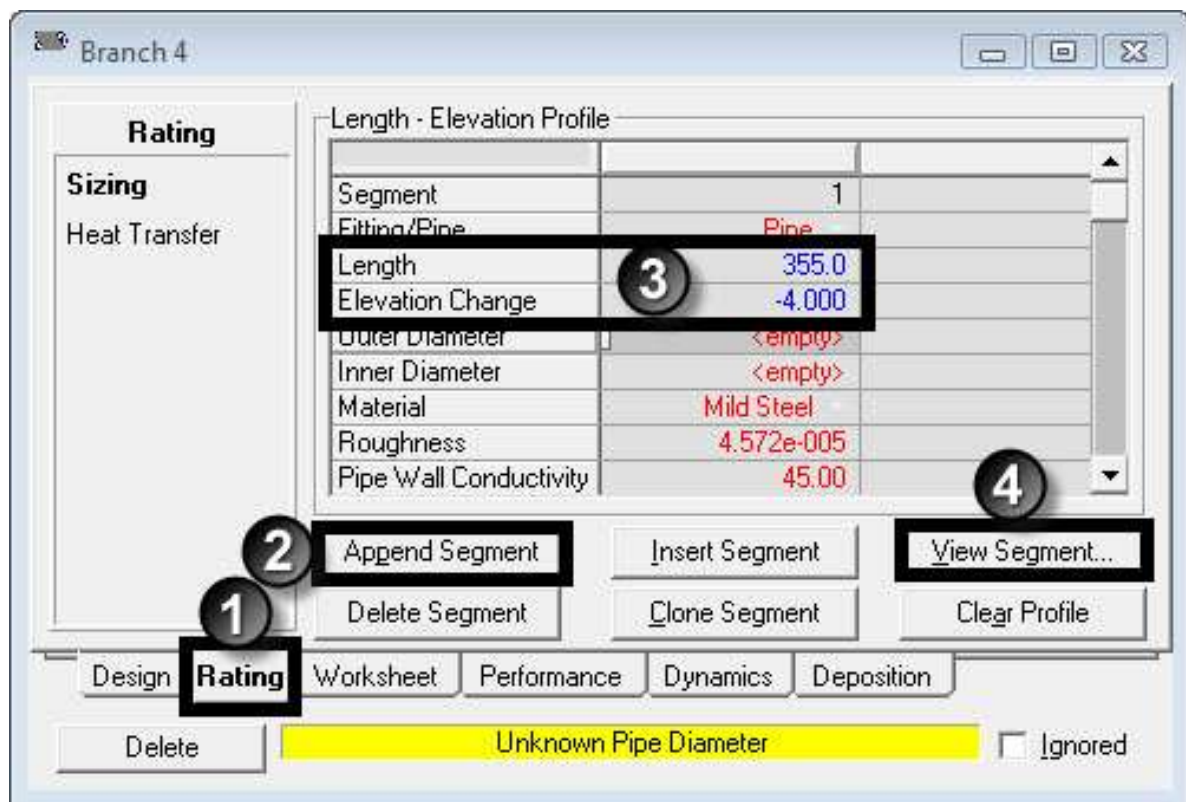 Branch 4
Rating
Sizing
Heat Transfer
Length - Elevation Profile
Segment 1
Fitting/Pipe Pipe
Length 355.0
Elevation Change -4.000
Outer Diameter <empty>
Inner Diameter <empty>
Material Mild Steel
Roughness 4.572e-005
Pipe Wall Conductivity 45.00
3
4
2
Append Segment Insert Segment View Segment...
1
Delete Segment Clone Segment Clear Profile
Design Rating Worksheet Performance Dynamics Deposition
Delete Unknown Pipe Diameter Ignored